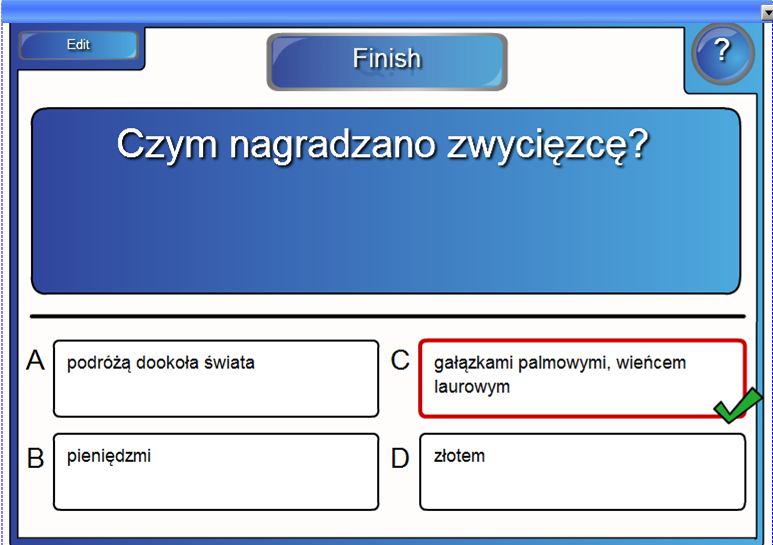 Edit
Finish
?
Czym nagradzano zwycięzcę?
A podróżą dookoła świata
C gałązkami palmowymi, wieńcem
laurowym
B pieniędzmi
D złotem